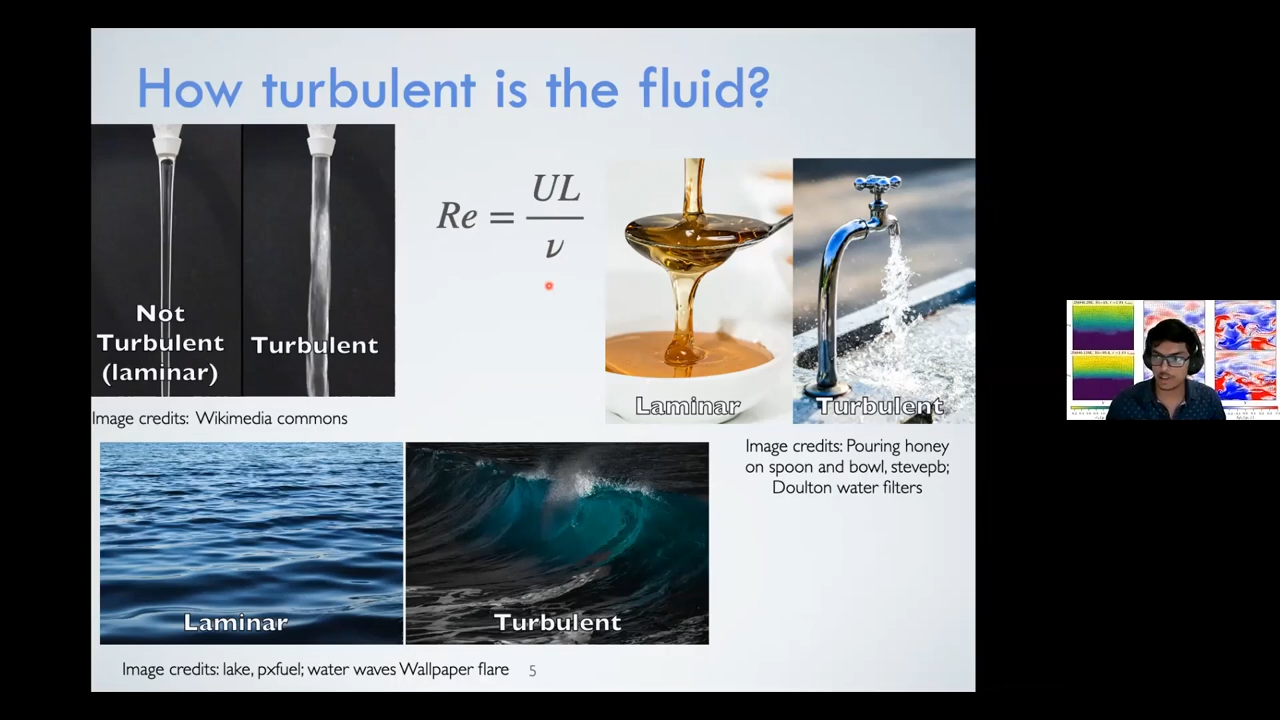 How turbulent is the fluid?
Not
Turbulent
(laminar)
Turbulent
Image credits: Wikimedia commons
Re = UL / ν
Laminar
Turbulent
Image credits: Pouring honey
on spoon and bowl, stevepb;
Doulton water filters
Laminar
Turbulent
Image credits: lake, pxfuel; water waves Wallpaper flare
5